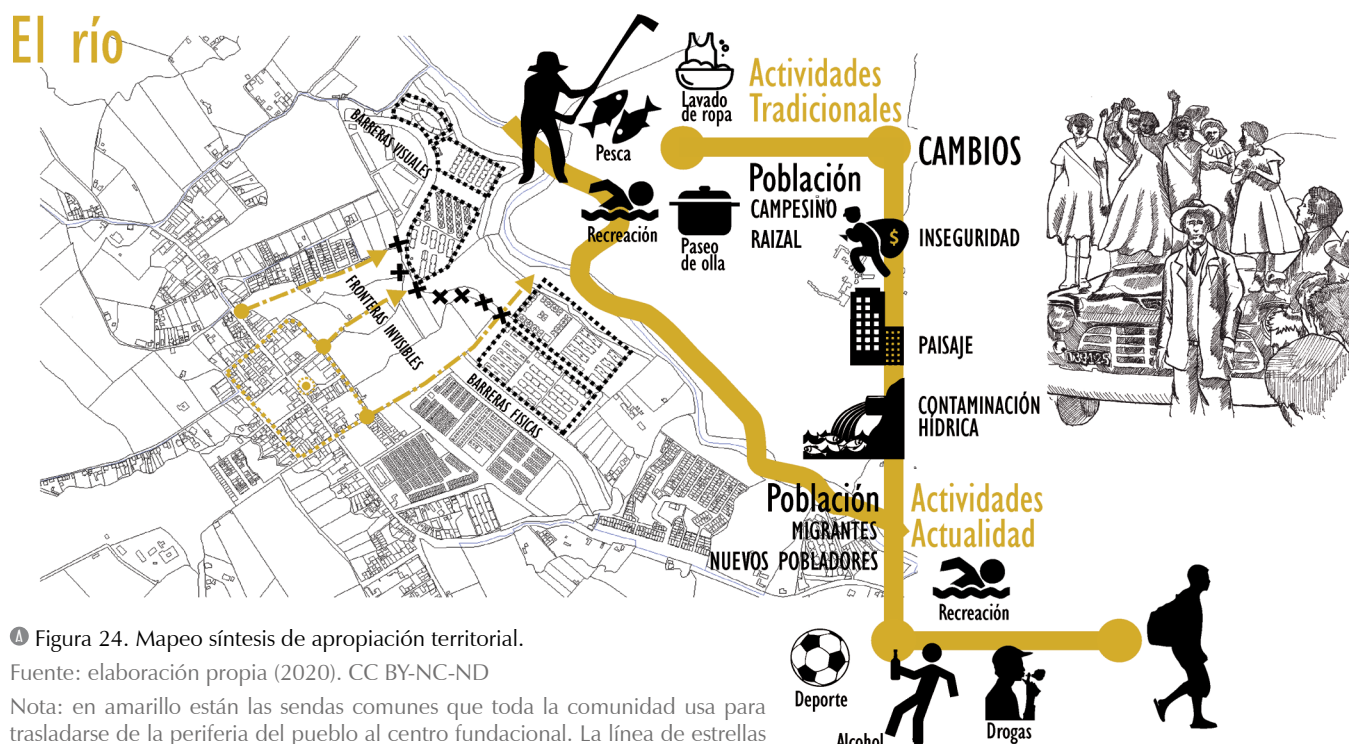 El río
BARRERAS VISUALES
FRONTERAS INVISIBLES
BARRERAS FISICAS
Lavado
de ropa
Pesca
Recreación
Paseo
de olla
Actividades
Tradicionales
Población
CAMPESINO
RAIZAL
CAMBIOS
$
INSEGURIDAD
PAISAJE
CONTAMINACIÓN
HÍDRICA
Población
MIGRANTES
NUEVOS POBLADORES
Actividades
Actualidad
Recreación
Deporte
Alcohol
Drogas
A Figura 24. Mapeo síntesis de apropiación territorial.
Fuente: elaboración propia (2020). CC BY-NC-ND
Nota: en amarillo están las sendas comunes que toda la comunidad usa para
trasladarse de la periferia del pueblo al centro fundacional. La línea de estrellas